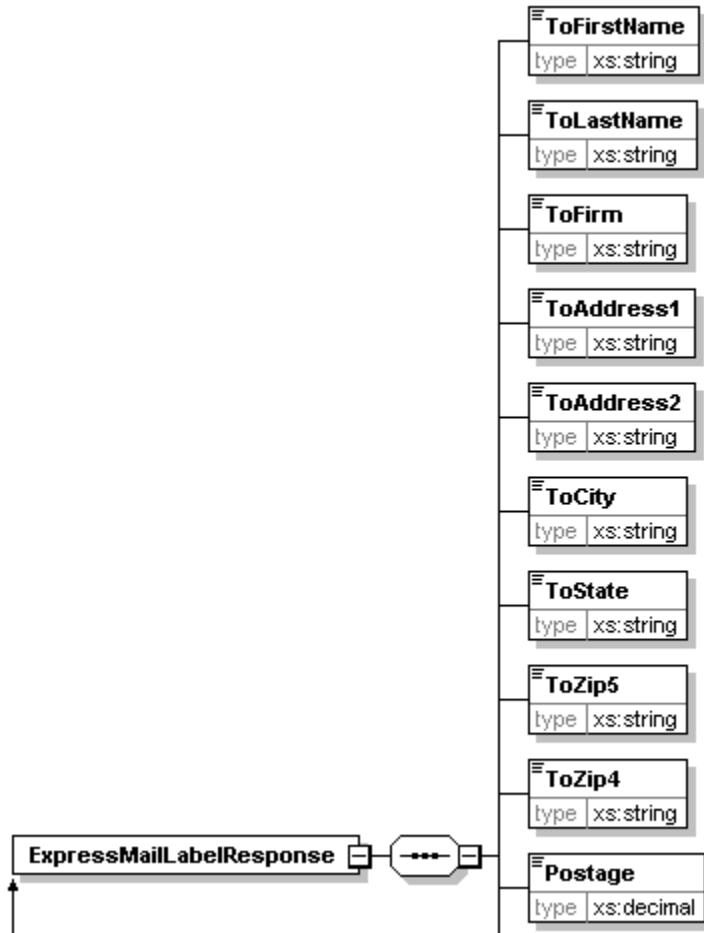 ToFirstName
type xs:string
ToLastName
type xs:string
ToFirm
type xs:string
ToAddress1
type xs:string
ToAddress2
type xs:string
ToCity
type xs:string
ToState
type xs:string
ToZip5
type xs:string
ToZip4
type xs:string
ExpressMailLabelResponse
Postage
type xs:decimal